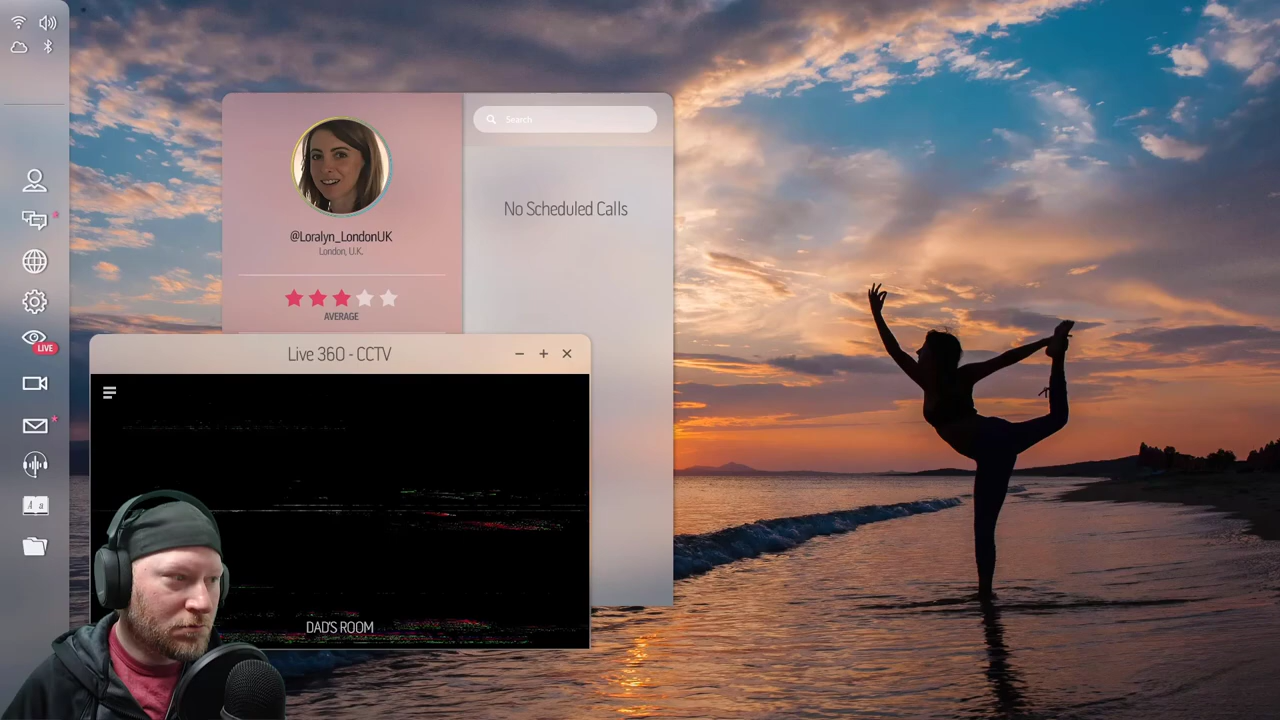 Search
No Scheduled Calls
@Loralyn_LondonUK
London, U.K.
AVERAGE
LIVE
Live 360 - CCTV
A a
DAD'S ROOM